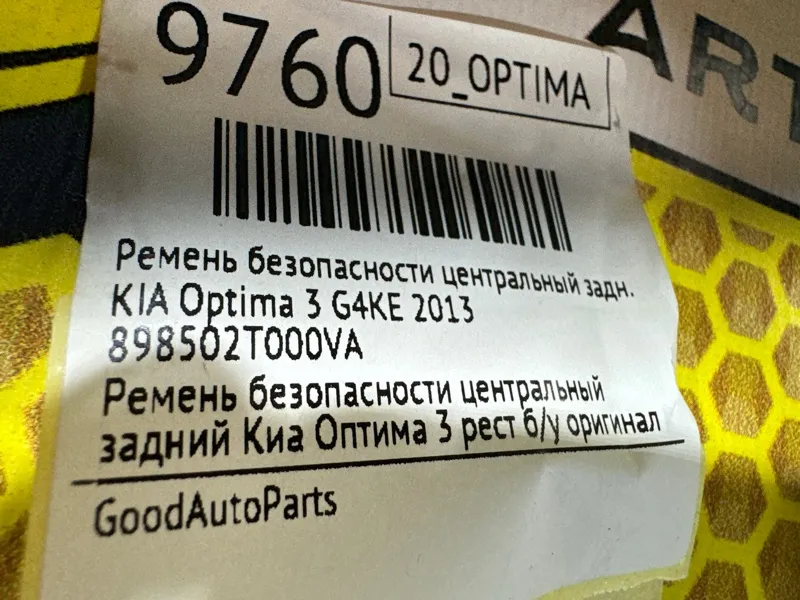 9760
20_OPTIMA
ART
Ремень безопасности центральный задн.
KIA Optima 3 G4KE 2013
898502T000VA
Ремень безопасности центральный
задний Киа Оптима 3 рест б/у оригинал
GoodAutoParts